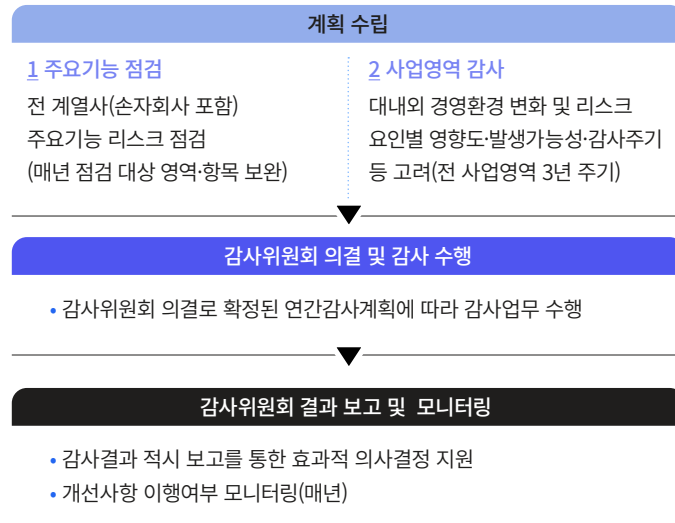 계획 수립
1 주요기능 점검
전 계열사(손자회사 포함)
주요기능 리스크 점검
(매년 점검 대상 영역·항목 보완)
2 사업영역 감사
대내외 경영환경 변화 및 리스크
요인별 영향도·발생가능성·감사주기
등 고려(전 사업영역 3년 주기)
감사위원회 의결 및 감사 수행
• 감사위원회 의결로 확정된 연간감사계획에 따라 감사업무 수행
감사위원회 결과 보고 및 모니터링
• 감사결과 적시 보고를 통한 효과적 의사결정 지원
• 개선사항 이행여부 모니터링(매년)